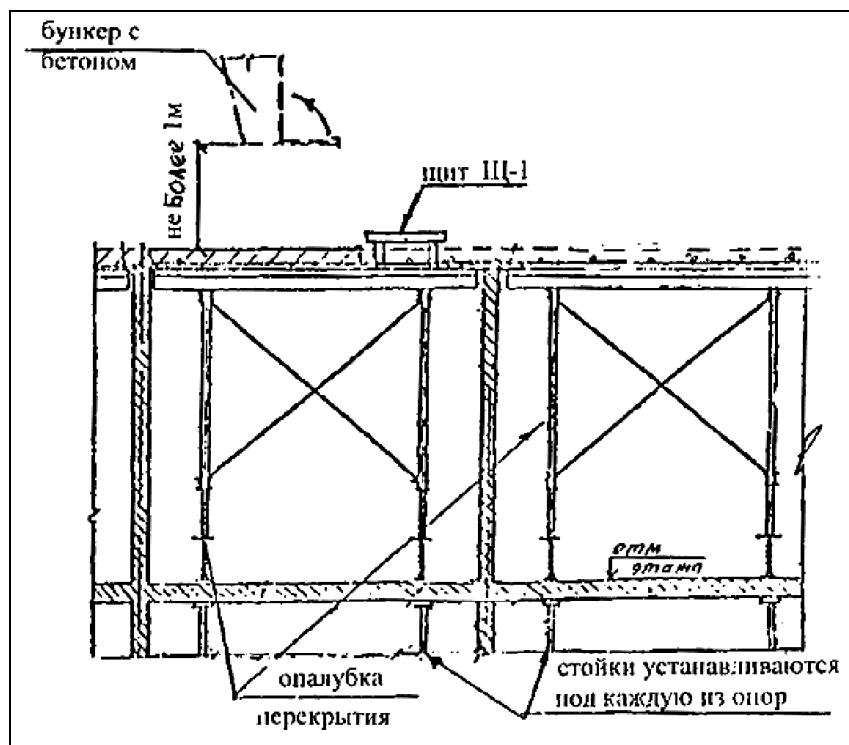 бункер с
бетоном
не более 1м
щит Щ-1
отм
этажа
опалубка
перекрытия
стойки устанавливаются
под каждую из опор